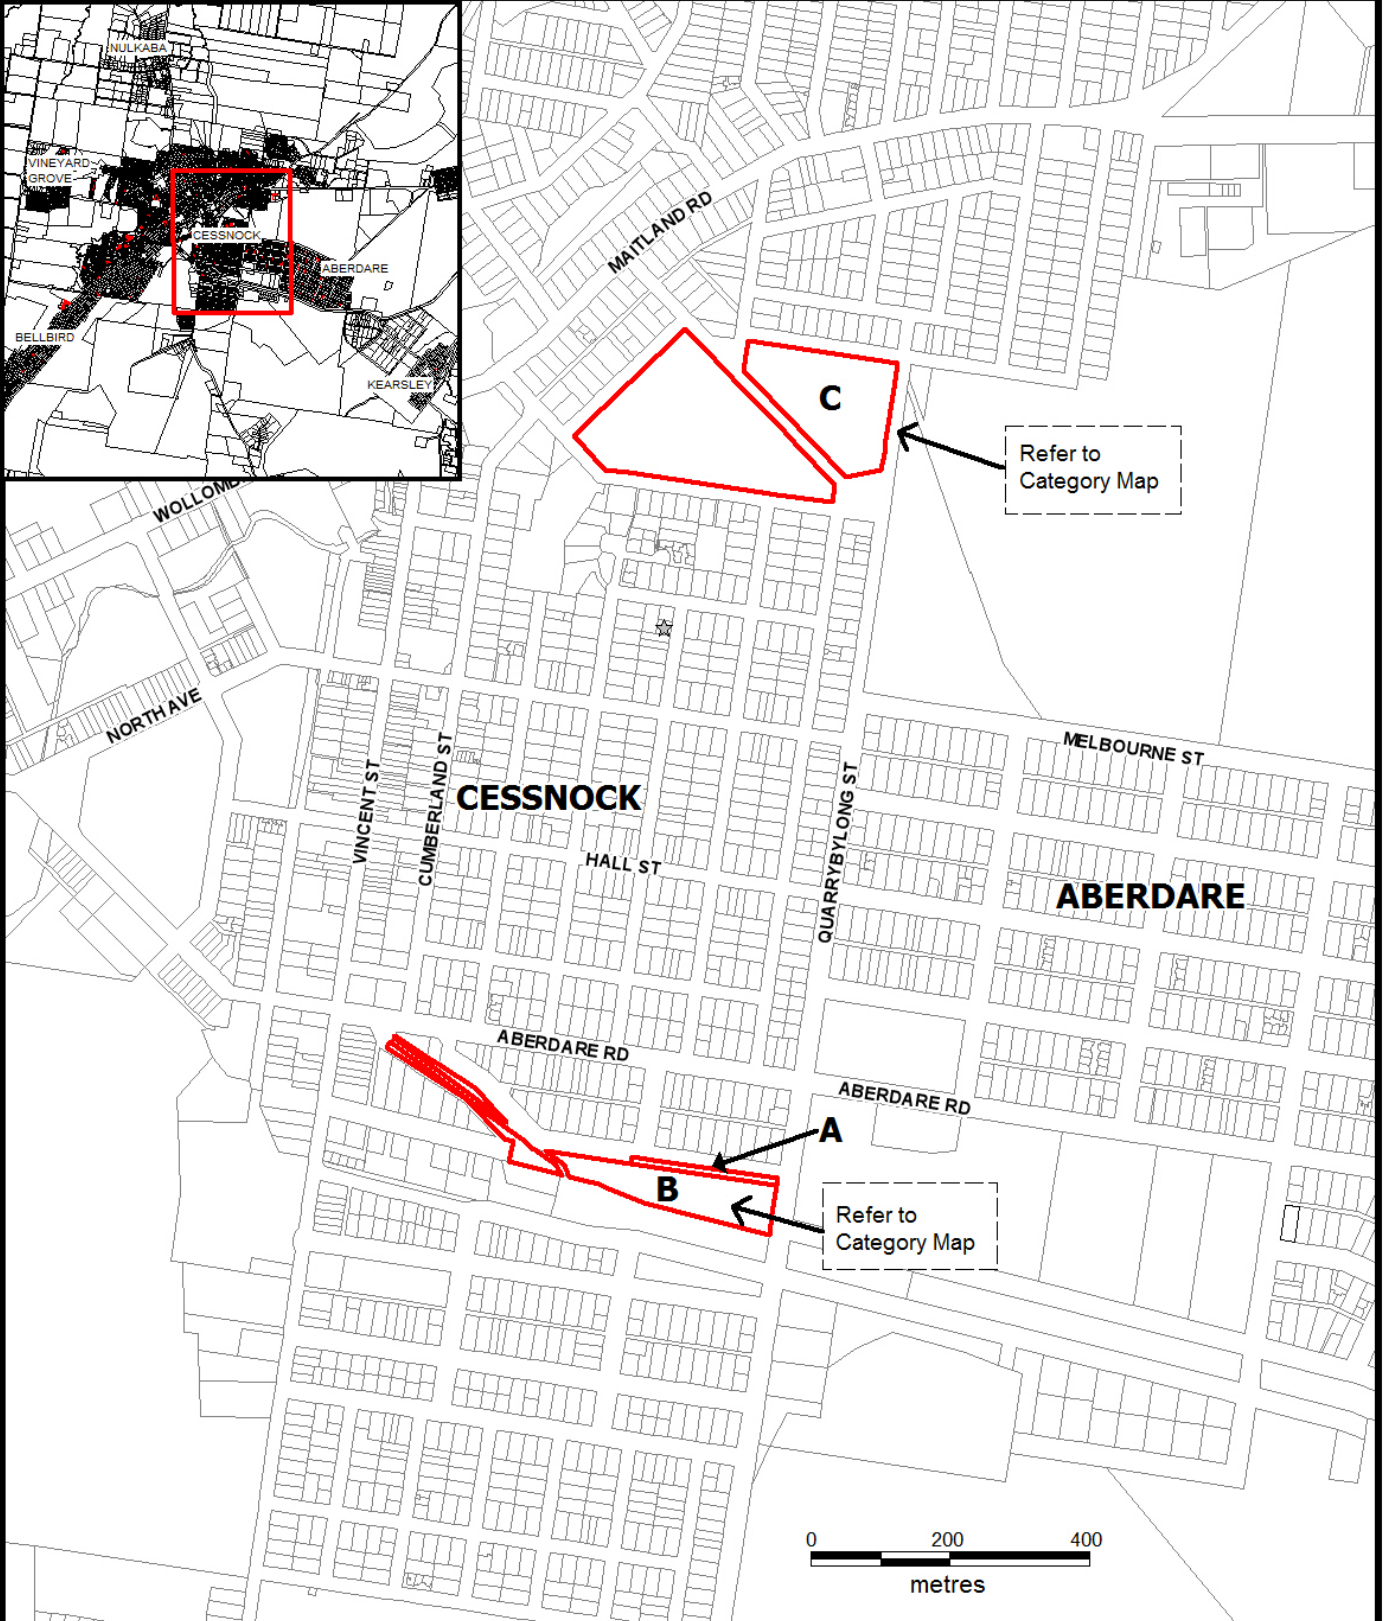 NULKABA
VINEYARD
GROVE
CESSNOCK
ABERDARE
BELLBIRD
KEARSLEY
MAITLAND RD
C
Refer to
Category Map
NORTH AVE
MELBOURNE ST
VINCENT ST
CUMBERLAND ST
CESSNOCK
HALL ST
QUARRYBYLONG ST
ABERDARE
ABERDARE RD
ABERDARE RD
A
B
Refer to
Category Map
0 200 400
metres